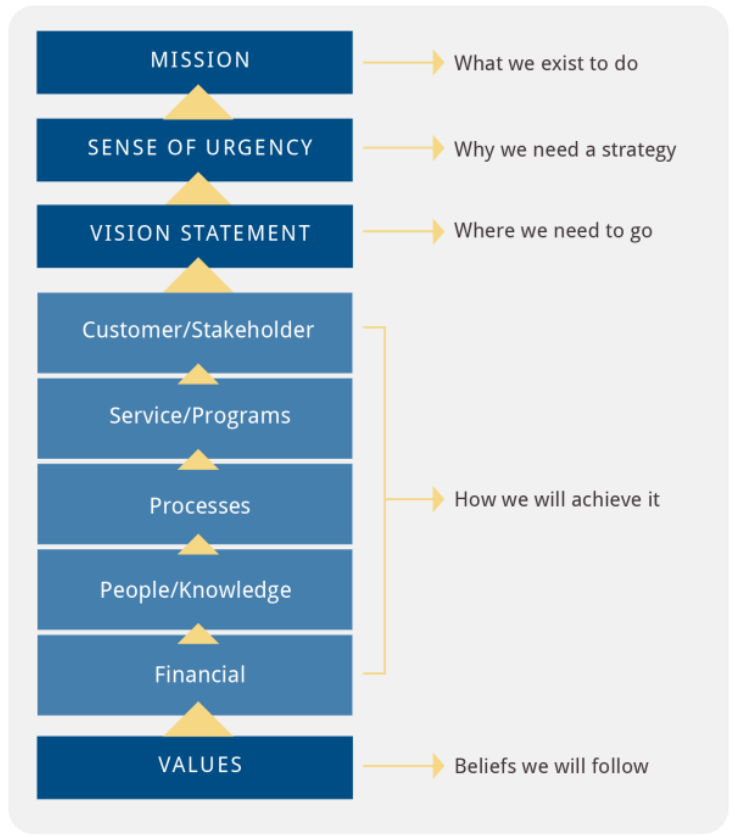 MISSION
What we exist to do
SENSE OF URGENCY
Why we need a strategy
VISION STATEMENT
Where we need to go
Customer/Stakeholder
Service/Programs
Processes
How we will achieve it
People/Knowledge
Financial
VALUES
Beliefs we will follow